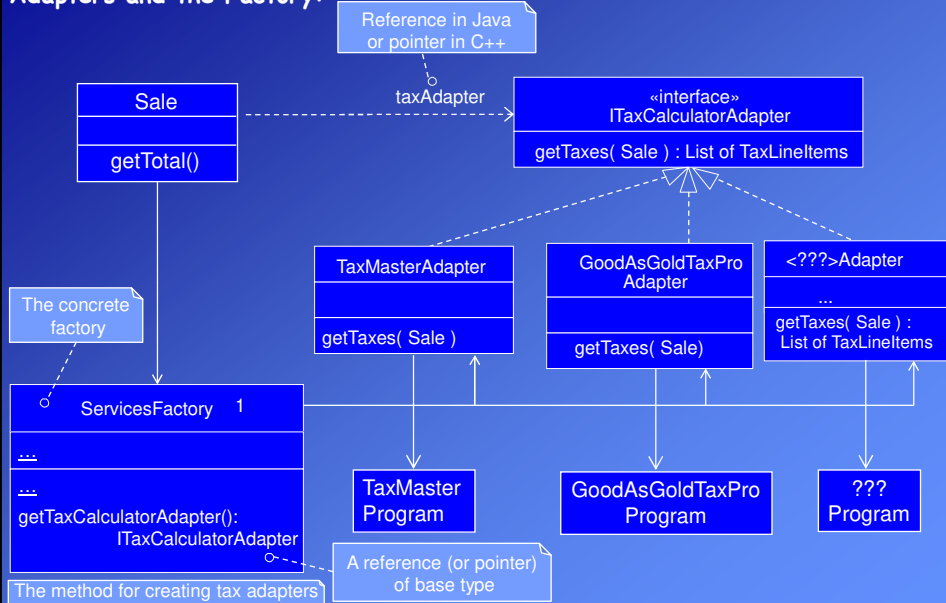 Adapters and the Factory:
Reference in Java
or pointer in C++
Sale
getTotal()
taxAdapter
«interface»
ITaxCalculatorAdapter
getTaxes( Sale ) : List of TaxLineItems
TaxMasterAdapter
getTaxes( Sale )
GoodAsGoldTaxPro
Adapter
getTaxes( Sale)
<???>Adapter
...
getTaxes( Sale ) :
List of TaxLineItems
The concrete
factory
ServicesFactory 1
...
...
getTaxCalculatorAdapter():
ITaxCalculatorAdapter
TaxMaster
Program
GoodAsGoldTaxPro
Program
???
Program
A reference (or pointer)
of base type
The method for creating tax adapters